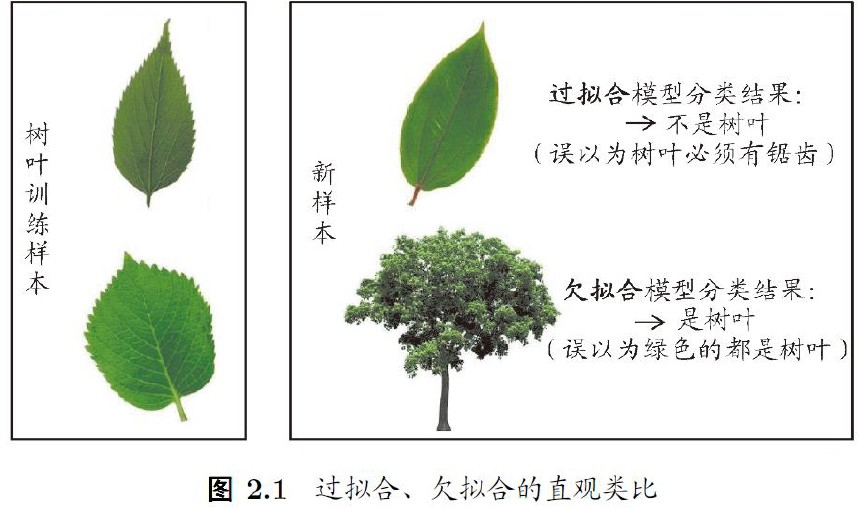 树叶训练样本
新样本
过拟合模型分类结果:
→ 不是树叶
(误以为树叶必须有锯齿)
欠拟合模型分类结果:
→ 是树叶
(误以为绿色的都是树叶)
图 2.1 过拟合、欠拟合的直观类比